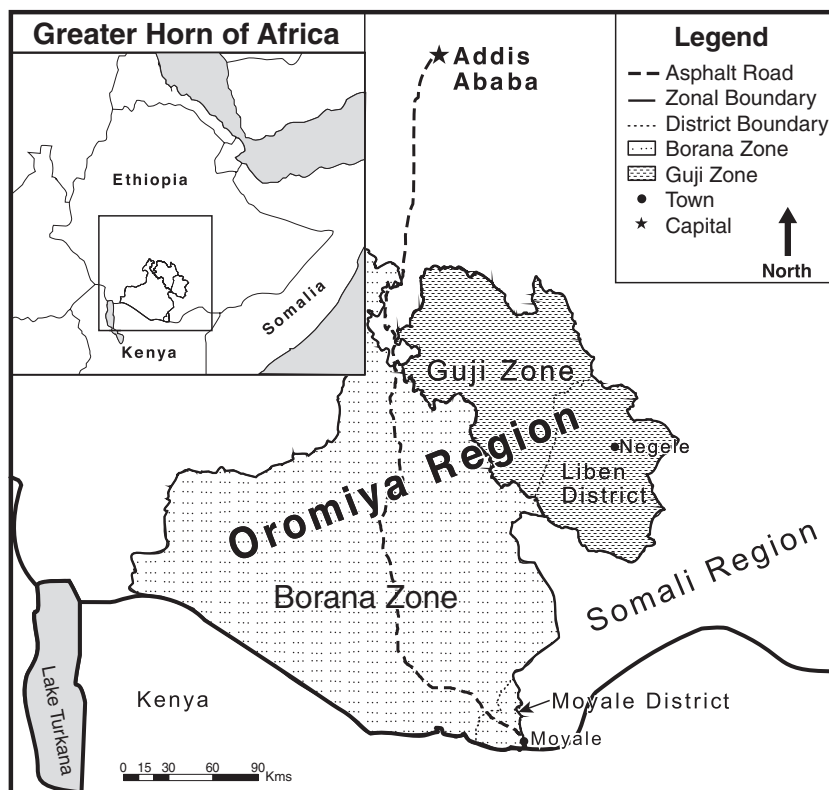 Greater Horn of Africa
Ethiopia
Somalia
Kenya
Addis
Ababa
Legend
Asphalt Road
Zonal Boundary
District Boundary
Borana Zone
Guji Zone
Town
Capital
North
Guji Zone
Oromiya Region
Negele
Liben
District
Somali Region
Borana Zone
Lake Turkana
Kenya
Moyale District
Moyale
0 15 30 60 90
Kms